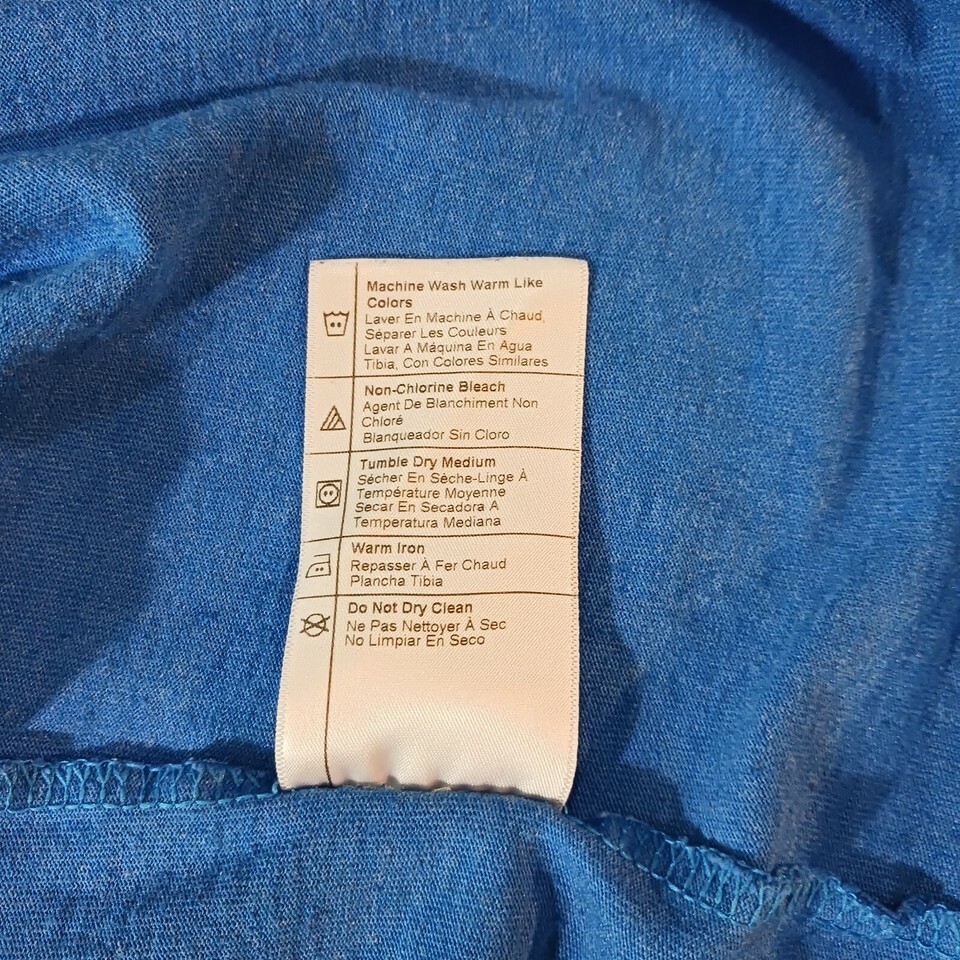 Machine Wash Warm Like
Colors
Laver En Machine À Chaud,
Séparer Les Couleurs
Lavar A Máquina En Agua
Tibia, Con Colores Similares
Non-Chlorine Bleach
Agent De Blanchiment Non
Chloré
Blanqueador Sin Cloro
Tumble Dry Medium
Sécher En Sèche-Linge À
Température Moyenne
Secar En Secadora A
Temperatura Mediana
Warm Iron
Repasser À Fer Chaud
Plancha Tibia
Do Not Dry Clean
Ne Pas Nettoyer À Sec
No Limpiar En Seco